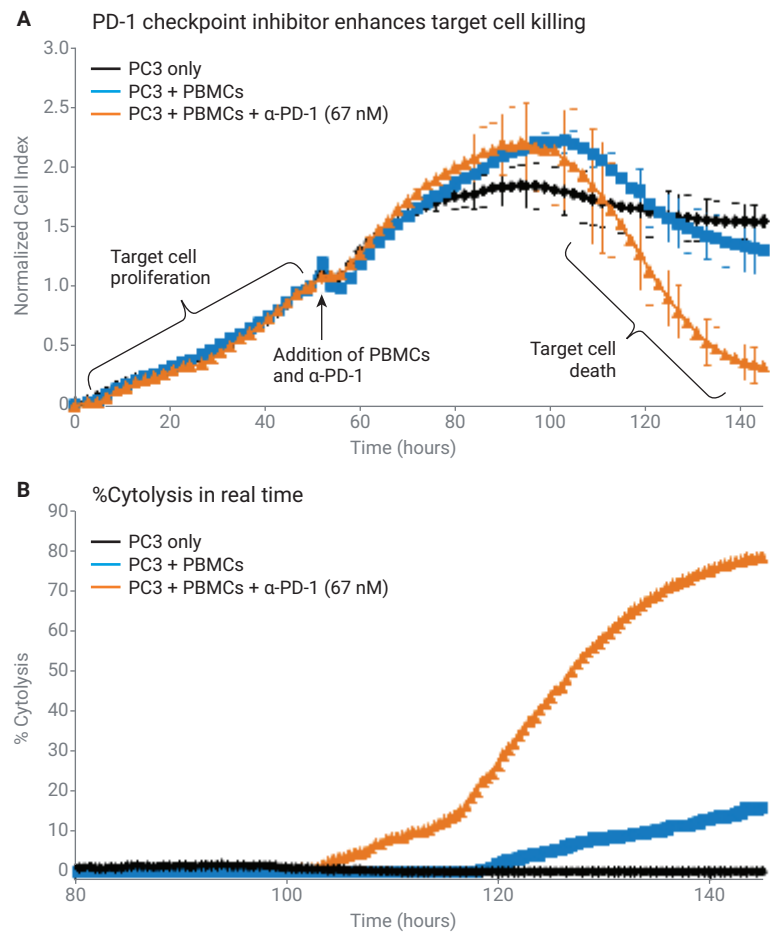 A PD-1 checkpoint inhibitor enhances target cell killing
3.0
2.5
2.0
1.5
1.0
0.5
0
Normalized Cell Index
PC3 only
PC3 + PBMCs
PC3 + PBMCs + α-PD-1 (67 nM)
Target cell
proliferation
Addition of PBMCs
and α-PD-1
Target cell
death
0 20 40 60 80 100 120 140
Time (hours)
B %Cytolysis in real time
90
80
70
60
50
40
30
20
10
0
% Cytolysis
PC3 only
PC3 + PBMCs
PC3 + PBMCs + α-PD-1 (67 nM)
80 100 120 140
Time (hours)